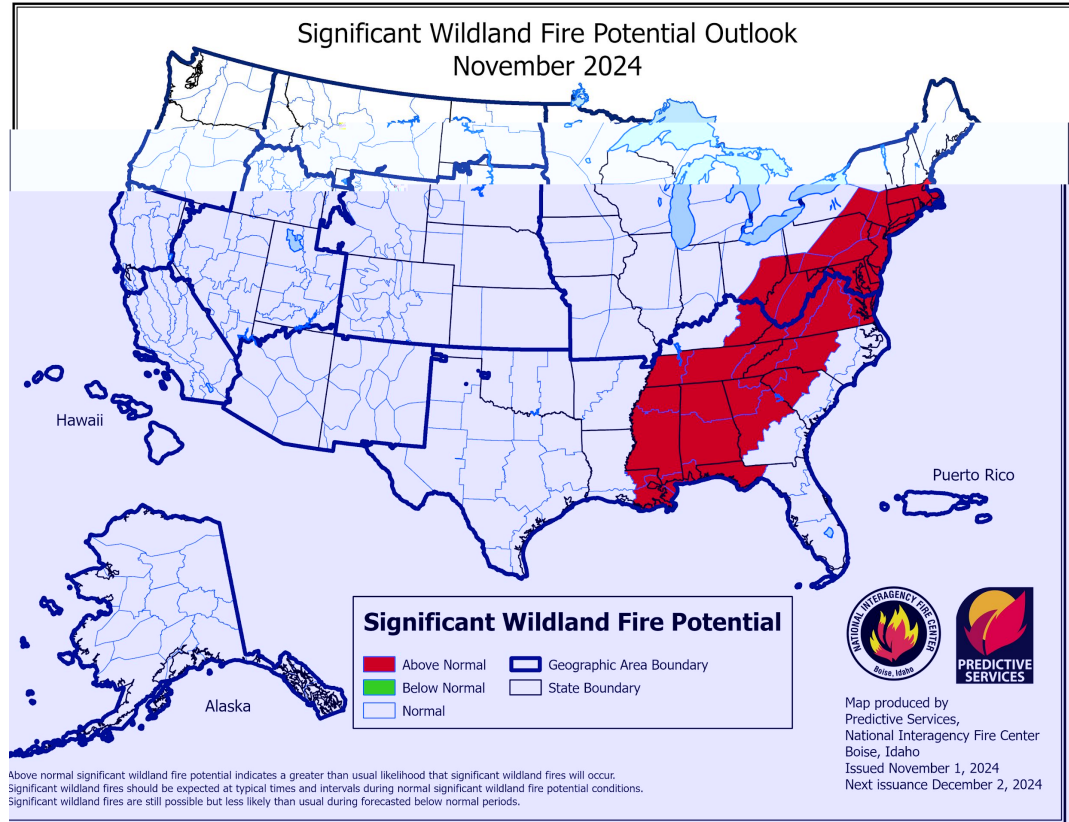 Significant Wildland Fire Potential Outlook
November 2024
Hawaii
Puerto Rico
Alaska
Significant Wildland Fire Potential
Above Normal
Geographic Area Boundary
Below Normal
State Boundary
Normal
NATIONAL INTERAGENCY FIRE CENTER
Boise, Idaho
PREDICTIVE
SERVICES
Map produced by
Predictive Services,
National Interagency Fire Center
Boise, Idaho
Issued November 1, 2024
Next issuance December 2, 2024
Above normal significant wildland fire potential indicates a greater than usual likelihood that significant wildland fires will occur.
Significant wildland fires should be expected at typical times and intervals during normal significant wildland fire potential conditions.
Significant wildland fires are still possible but less likely than usual during forecasted below normal periods.